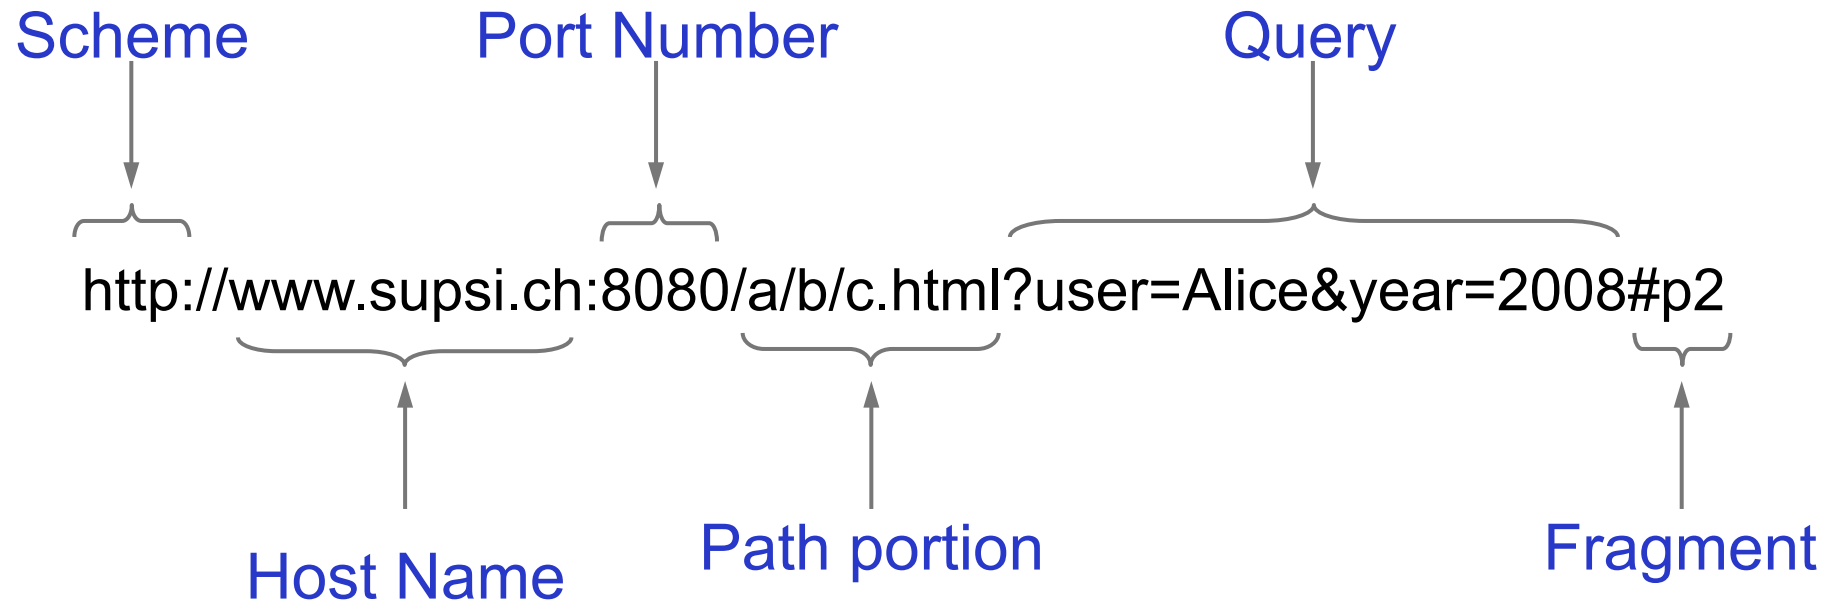 Scheme Port Number Query
http://www.supsi.ch:8080/a/b/c.html?user=Alice&year=2008#p2
Host Name Path portion Fragment